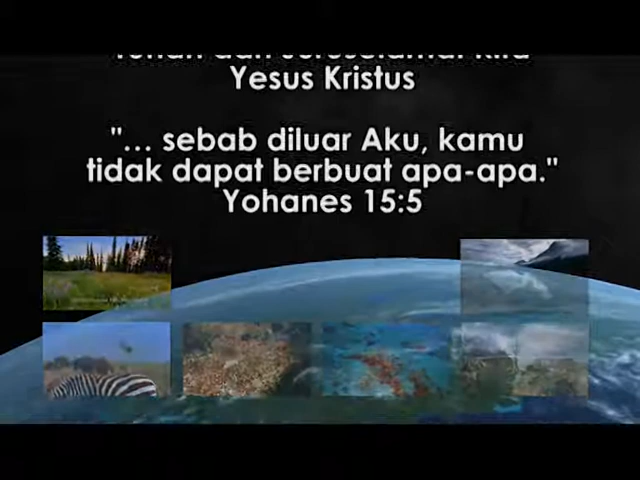 Yesus Kristus
"... sebab diluar Aku, kamu
tidak dapat berbuat apa-apa."
Yohanes 15:5